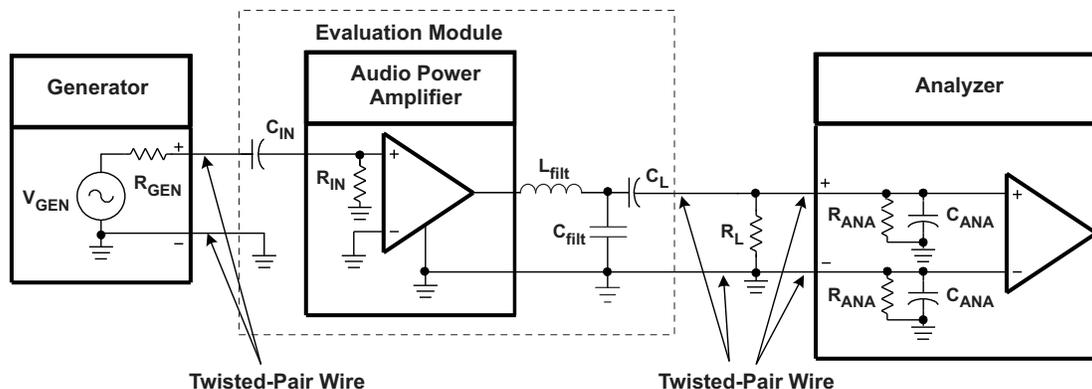 Evaluation Module
Generator
Audio Power
Amplifier
Analyzer
C_IN
+
R_GEN
V_GEN
−
R_IN
+
−
L_filt
C_L
C_filt
R_L
+
R_ANA
C_ANA
+
−
R_ANA
C_ANA
−
Twisted-Pair Wire
Twisted-Pair Wire